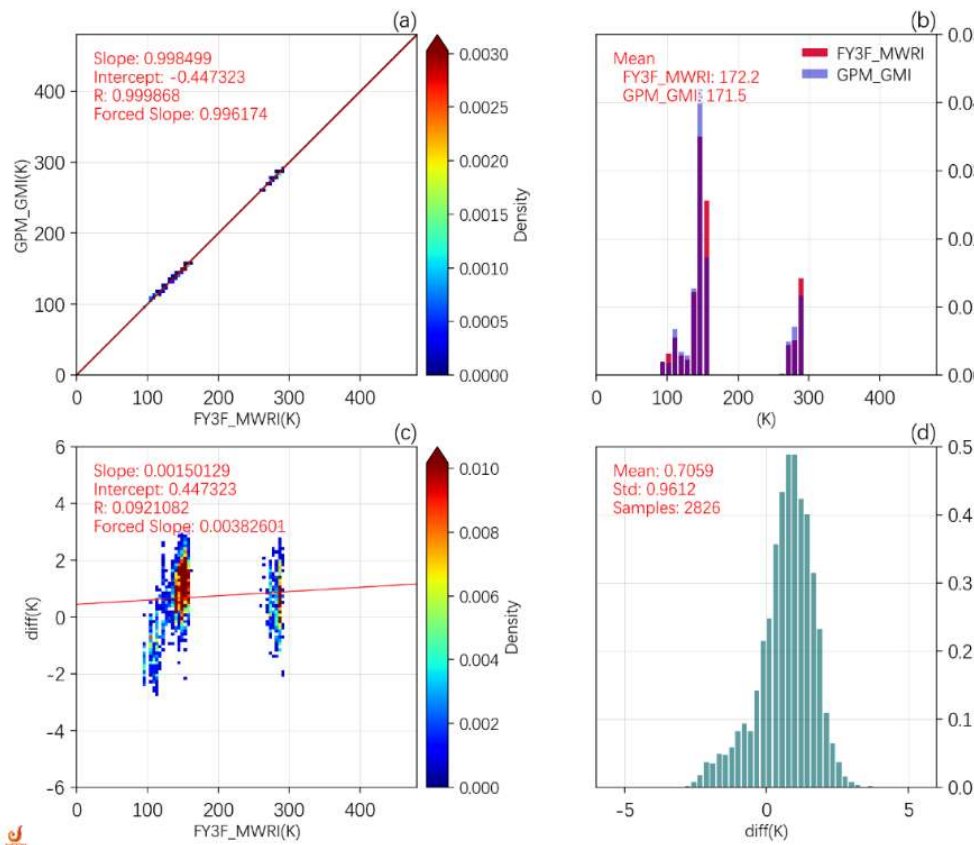 (a)
Slope: 0.998499
Intercept: -0.447323
R: 0.999868
Forced Slope: 0.996174
400
300
200
100
0
0 100 200 300 400
GPM_GMI(K)
FY3F_MWRI(K)
0.0030
0.0025
0.0020
0.0015
0.0010
0.0005
0.0000
Density
(b)
Mean
FY3F_MWRI: 172.2
GPM_GMI: 171.5
FY3F_MWRI
GPM_GMI
0 100 200 300 400
(K)
(c)
Slope: 0.00150129
Intercept: 0.447323
R: 0.0921082
Forced Slope: 0.00382601
6
4
2
0
-2
-4
-6
0 100 200 300 400
diff(K)
FY3F_MWRI(K)
0.010
0.008
0.006
0.004
0.002
0.000
Density
(d)
Mean: 0.7059
Std: 0.9612
Samples: 2826
0.5
0.4
0.3
0.2
0.1
0.0
-5 0 5
diff(K)